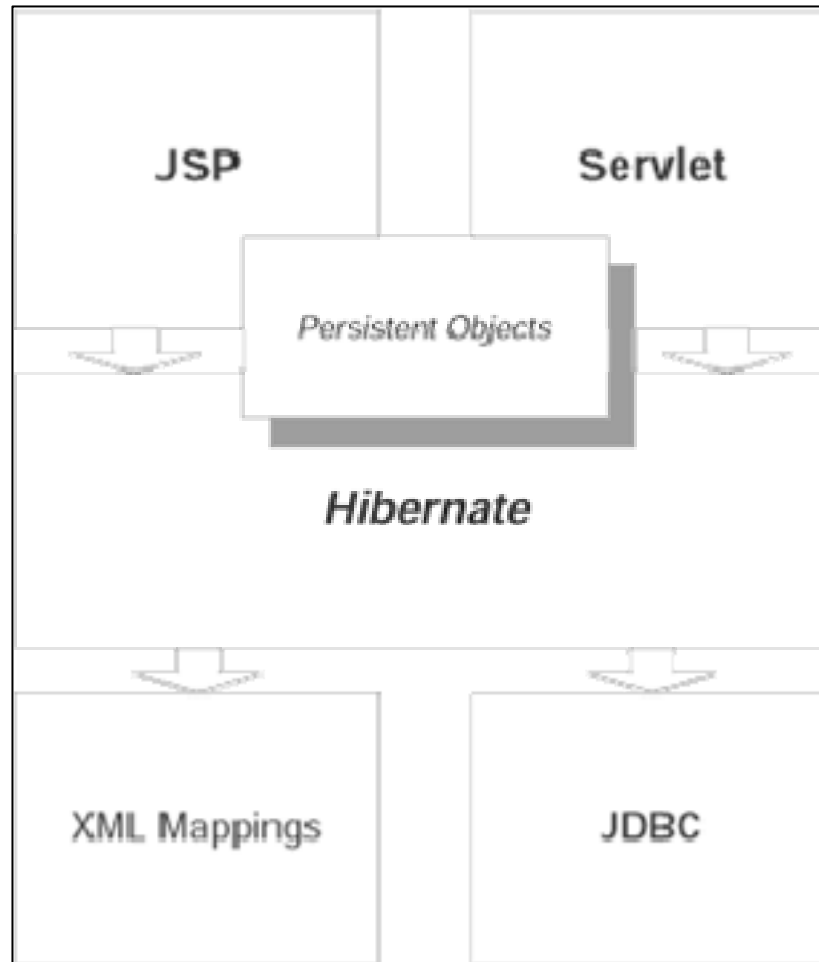 JSP
Servlet
Persistent Objects
Hibernate
XML Mappings
JDBC